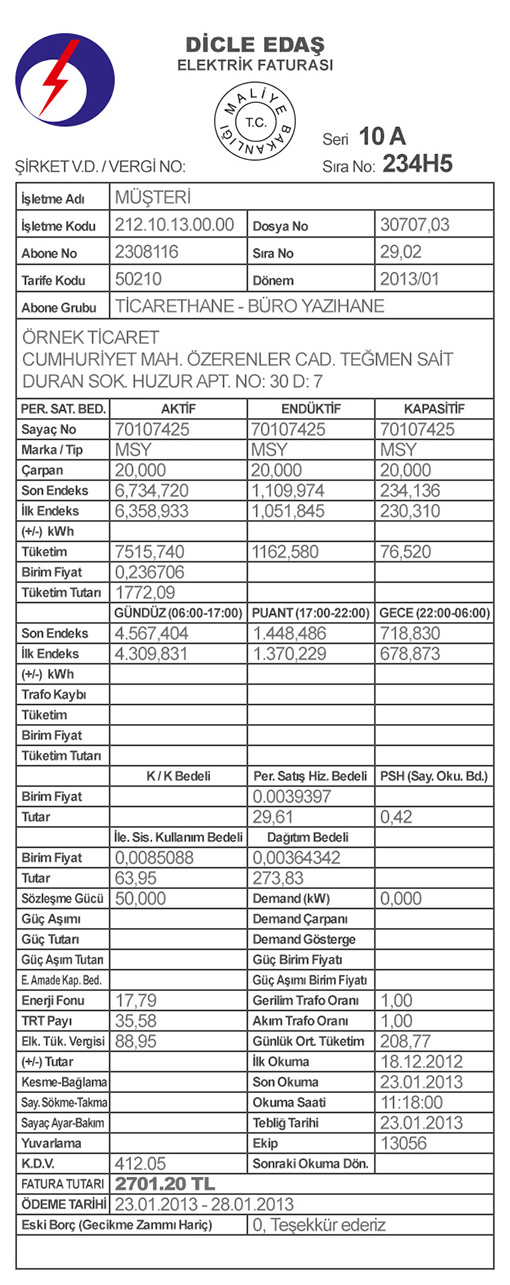 DİCLE EDAŞ
ELEKTRİK FATURASI
MALİYE BAKANLIĞI
T.C.
Seri 10 A
ŞİRKET V.D. / VERGİ NO: Sıra No: 234H5
İşletme Adı MÜŞTERİ
İşletme Kodu 212.10.13.00.00 Dosya No 30707,03
Abone No 2308116 Sıra No 29,02
Tarife Kodu 50210 Dönem 2013/01
Abone Grubu TİCARETHANE - BÜRO YAZIHANE
ÖRNEK TİCARET
CUMHURİYET MAH. ÖZERENLER CAD. TEĞMEN SAİT
DURAN SOK. HUZUR APT. NO: 30 D: 7
PER. SAT. BED. AKTİF ENDÜKTİF KAPASİTİF
Sayaç No 70107425 70107425 70107425
Marka / Tip MSY MSY MSY
Çarpan 20,000 20,000 20,000
Son Endeks 6,734,720 1,109,974 234,136
İlk Endeks 6,358,933 1,051,845 230,310
(+/-) kWh
Tüketim 7515,740 1162,580 76,520
Birim Fiyat 0,236706
Tüketim Tutarı 1772,09
GÜNDÜZ (06:00-17:00) PUANT (17:00-22:00) GECE (22:00-06:00)
Son Endeks 4.567,404 1.448,486 718,830
İlk Endeks 4.309,831 1.370,229 678,873
(+/-) kWh
Trafo Kaybı
Tüketim
Birim Fiyat
Tüketim Tutarı
K / K Bedeli Per. Satış Hiz. Bedeli PSH (Say. Oku. Bd.)
Birim Fiyat 0.0039397
Tutar 29,61 0,42
İle. Sis. Kullanım Bedeli Dağıtım Bedeli
Birim Fiyat 0,0085088 0,00364342
Tutar 63,95 273,83
Sözleşme Gücü 50,000 Demand (kW) 0,000
Güç Aşımı Demand Çarpanı
Güç Tutarı Demand Gösterge
Güç Aşım Tutarı Güç Birim Fiyatı
E. Amade Kap. Bed. Güç Aşımı Birim Fiyatı
Enerji Fonu 17,79 Gerilim Trafo Oranı 1,00
TRT Payı 35,58 Akım Trafo Oranı 1,00
Elk. Tük. Vergisi 88,95 Günlük Ort. Tüketim 208,77
(+/-) Tutar İlk Okuma 18.12.2012
Kesme-Bağlama Son Okuma 23.01.2013
Say. Sökme-Takma Okuma Saati 11:18:00
Sayaç Ayar-Bakım Tebliğ Tarihi 23.01.2013
Yuvarlama Ekip 13056
K.D.V. 412.05 Sonraki Okuma Dön.
FATURA TUTARI 2701.20 TL
ÖDEME TARİHİ 23.01.2013 - 28.01.2013
Eski Borç (Gecikme Zammı Hariç) 0, Teşekkür ederiz